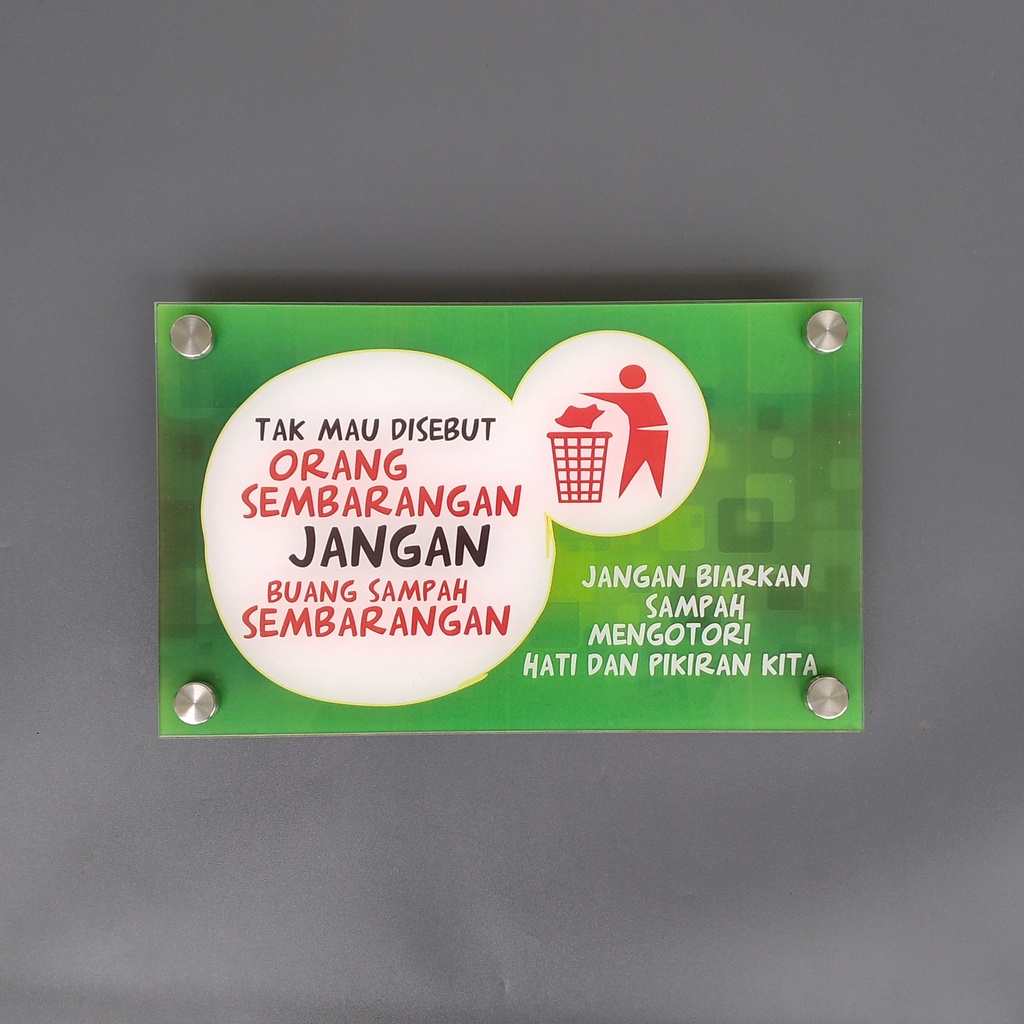 TAK MAU DISEBUT
ORANG
SEMBARANGAN
JANGAN
BUANG SAMPAH
SEMBARANGAN
JANGAN BIARKAN
SAMPAH
MENGOTORI
HATI DAN PIKIRAN KITA